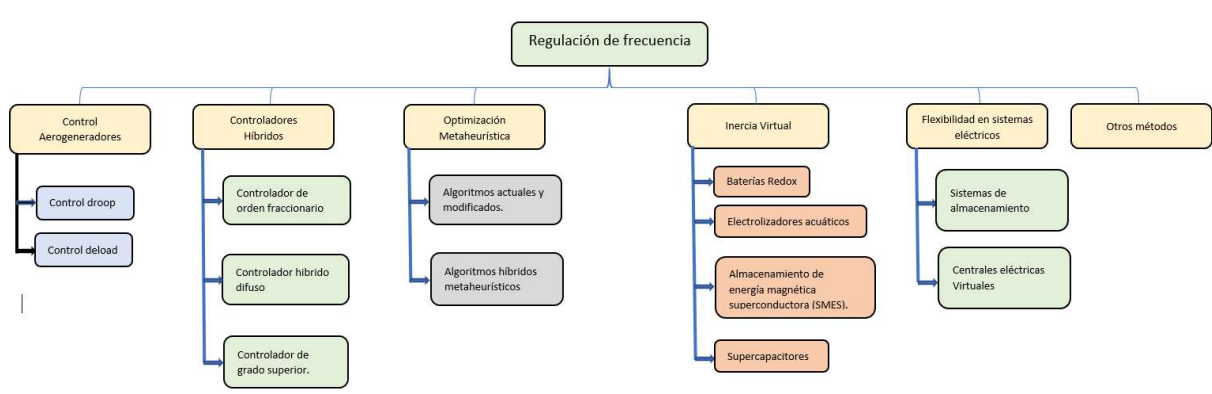 Regulación de frecuencia
Control
Aerogeneradores
Control droop
Control deload
Controladores
Híbridos
Controlador de
orden fraccionario
Controlador hibrido
difuso
Controlador de
grado superior.
Optimización
Metaheurística
Algoritmos actuales y
modificados.
Algoritmos híbridos
metaheurísticos
Inercia Virtual
Baterías Redox
Electrolizadores acuáticos
Almacenamiento de
energía magnética
superconductora (SMES).
Supercapacitores
Flexibilidad en sistemas
eléctricos
Sistemas de
almacenamiento
Centrales eléctricas
Virtuales
Otros métodos